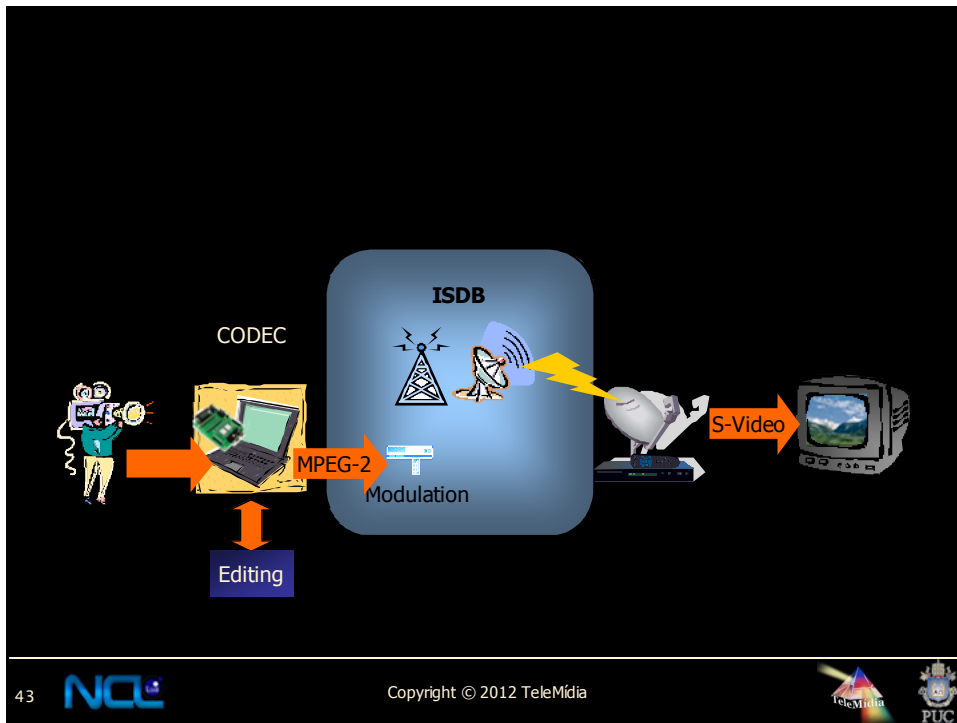 ISDB
CODEC
S-Video
MPEG-2
Modulation
Editing
43
NCL
Copyright © 2012 TeleMídia
TeleMídia
PUC